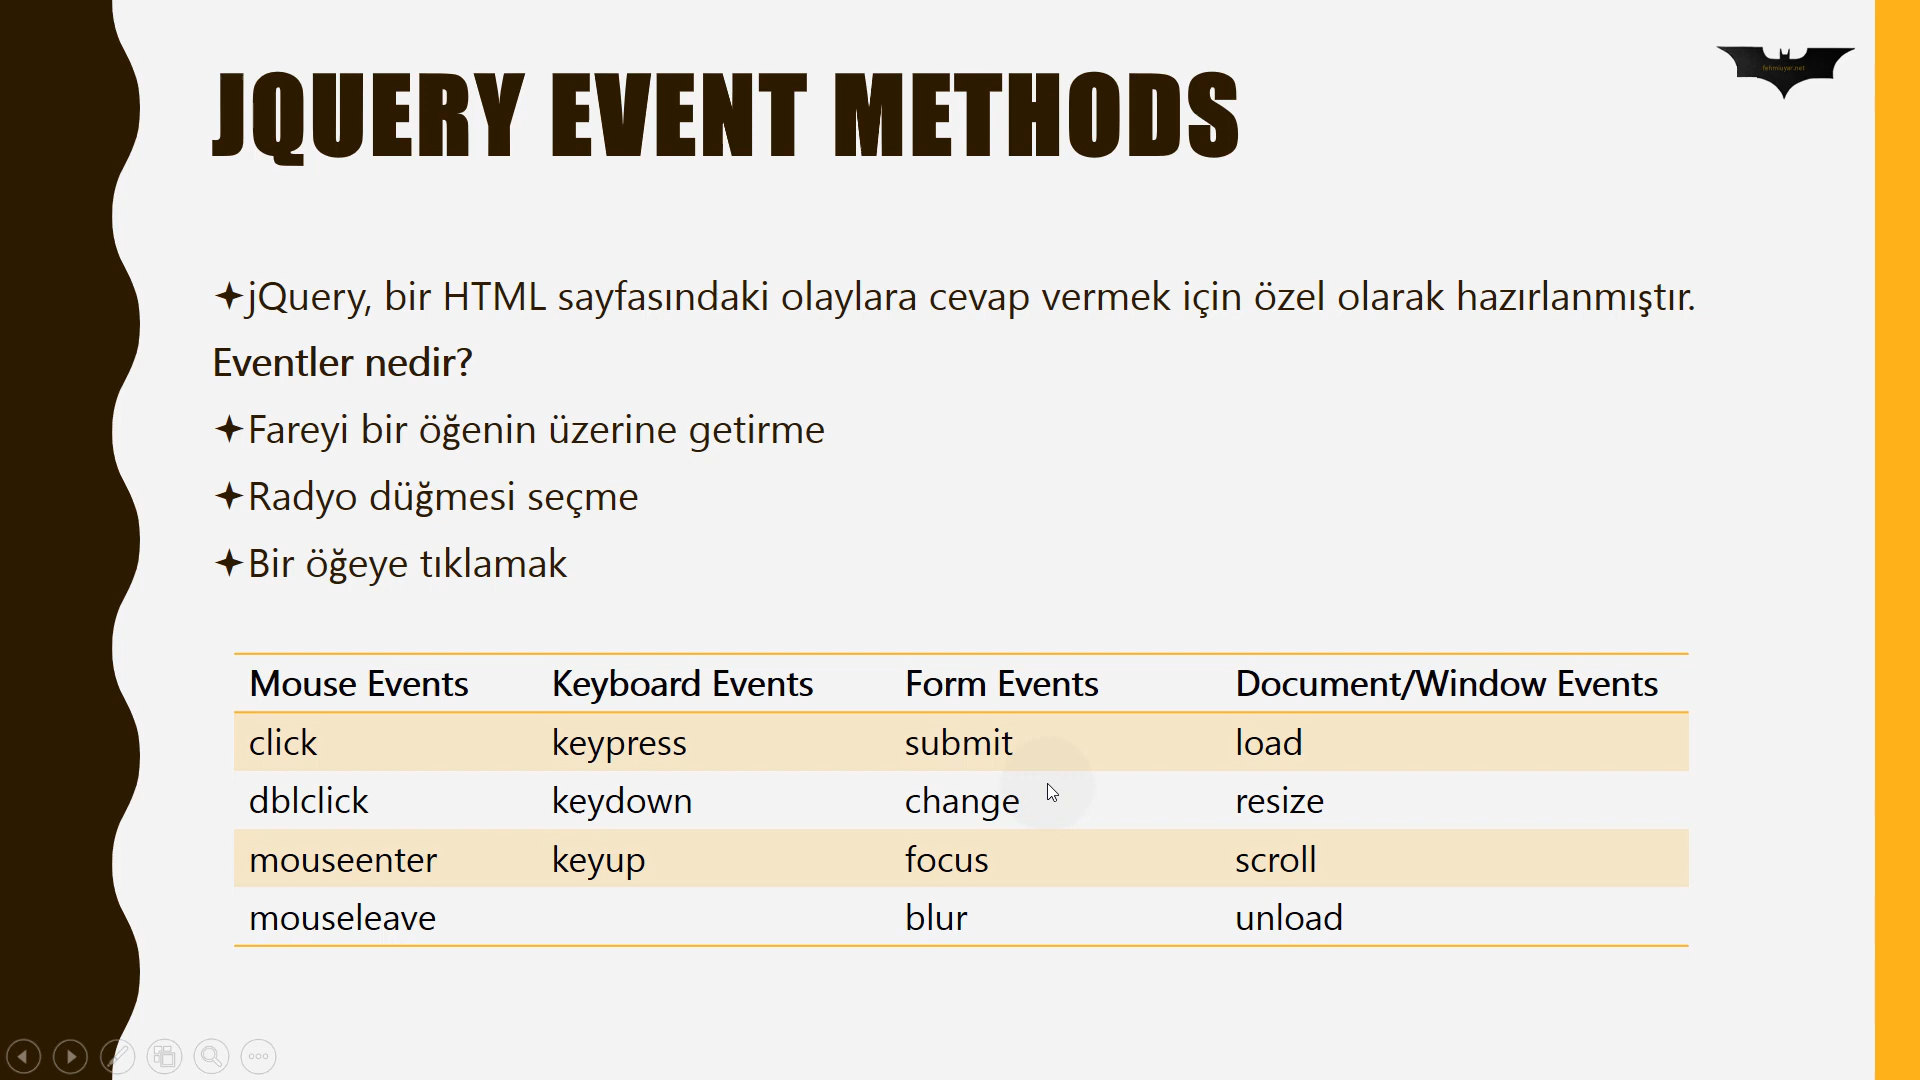 JQUERY EVENT METHODS
fehmiuyar.net
✦jQuery, bir HTML sayfasındaki olaylara cevap vermek için özel olarak hazırlanmıştır.
Eventler nedir?
✦Fareyi bir öğenin üzerine getirme
✦Radyo düğmesi seçme
✦Bir öğeye tıklamak
Mouse Events Keyboard Events Form Events Document/Window Events
click keypress submit load
dblclick keydown change resize
mouseenter keyup focus scroll
mouseleave blur unload